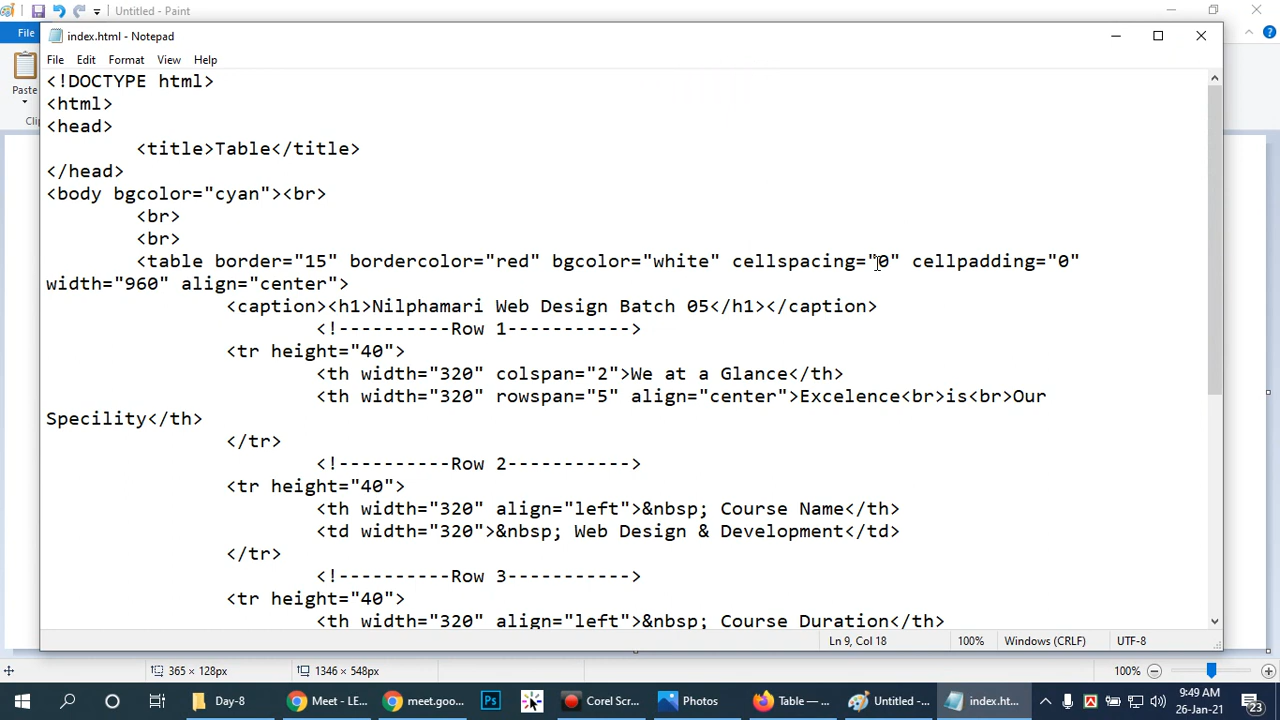 Untitled - Paint
File
index.html - Notepad
File Edit Format View Help
Paste
<!DOCTYPE html>
<html>
<head>
<title>Table</title>
</head>
<body bgcolor="cyan"><br>
<br>
<br>
<table border="15" bordercolor="red" bgcolor="white" cellspacing="0" cellpadding="0"
width="960" align="center">
<caption><h1>Nilphamari Web Design Batch 05</h1></caption>
<!----------Row 1----------->
<tr height="40">
<th width="320" colspan="2">We at a Glance</th>
<th width="320" rowspan="5" align="center">Excelence<br>is<br>Our
Specility</th>
</tr>
<!----------Row 2----------->
<tr height="40">
<th width="320" align="left">&nbsp; Course Name</th>
<td width="320">&nbsp; Web Design & Development</td>
</tr>
<!----------Row 3----------->
<tr height="40">
<th width="320" align="left">&nbsp; Course Duration</th>
Ln 9, Col 18 100% Windows (CRLF) UTF-8
365 × 128px 1346 × 548px 100%
Day-8 Meet - LE... meet.goo... Ps Corel Scr... Photos Table — ... Untitled -... index.ht...
9:49 AM
26-Jan-21
23